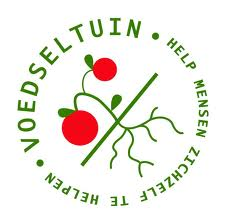 VOEDSELTUIN
HELP MENSEN ZICHZELF TE HELPEN